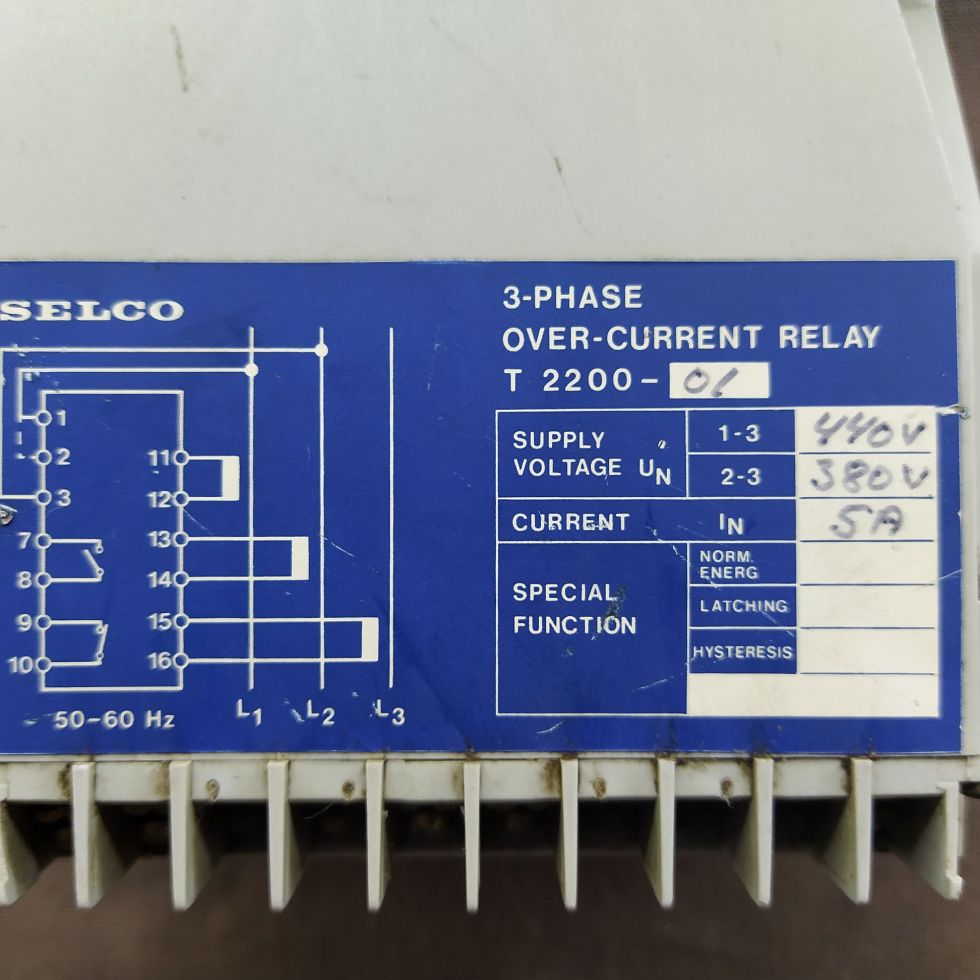 SELCO
1
2
3
7
8
9
10
11
12
13
14
15
16
50-60 Hz
L1
L2
L3
3-PHASE
OVER-CURRENT RELAY
T 2200-01
SUPPLY
VOLTAGE UN
1-3 440V
2-3 380V
CURRENT IN 5A
SPECIAL
FUNCTION
NORM.
ENERG
LATCHING
HYSTERESIS